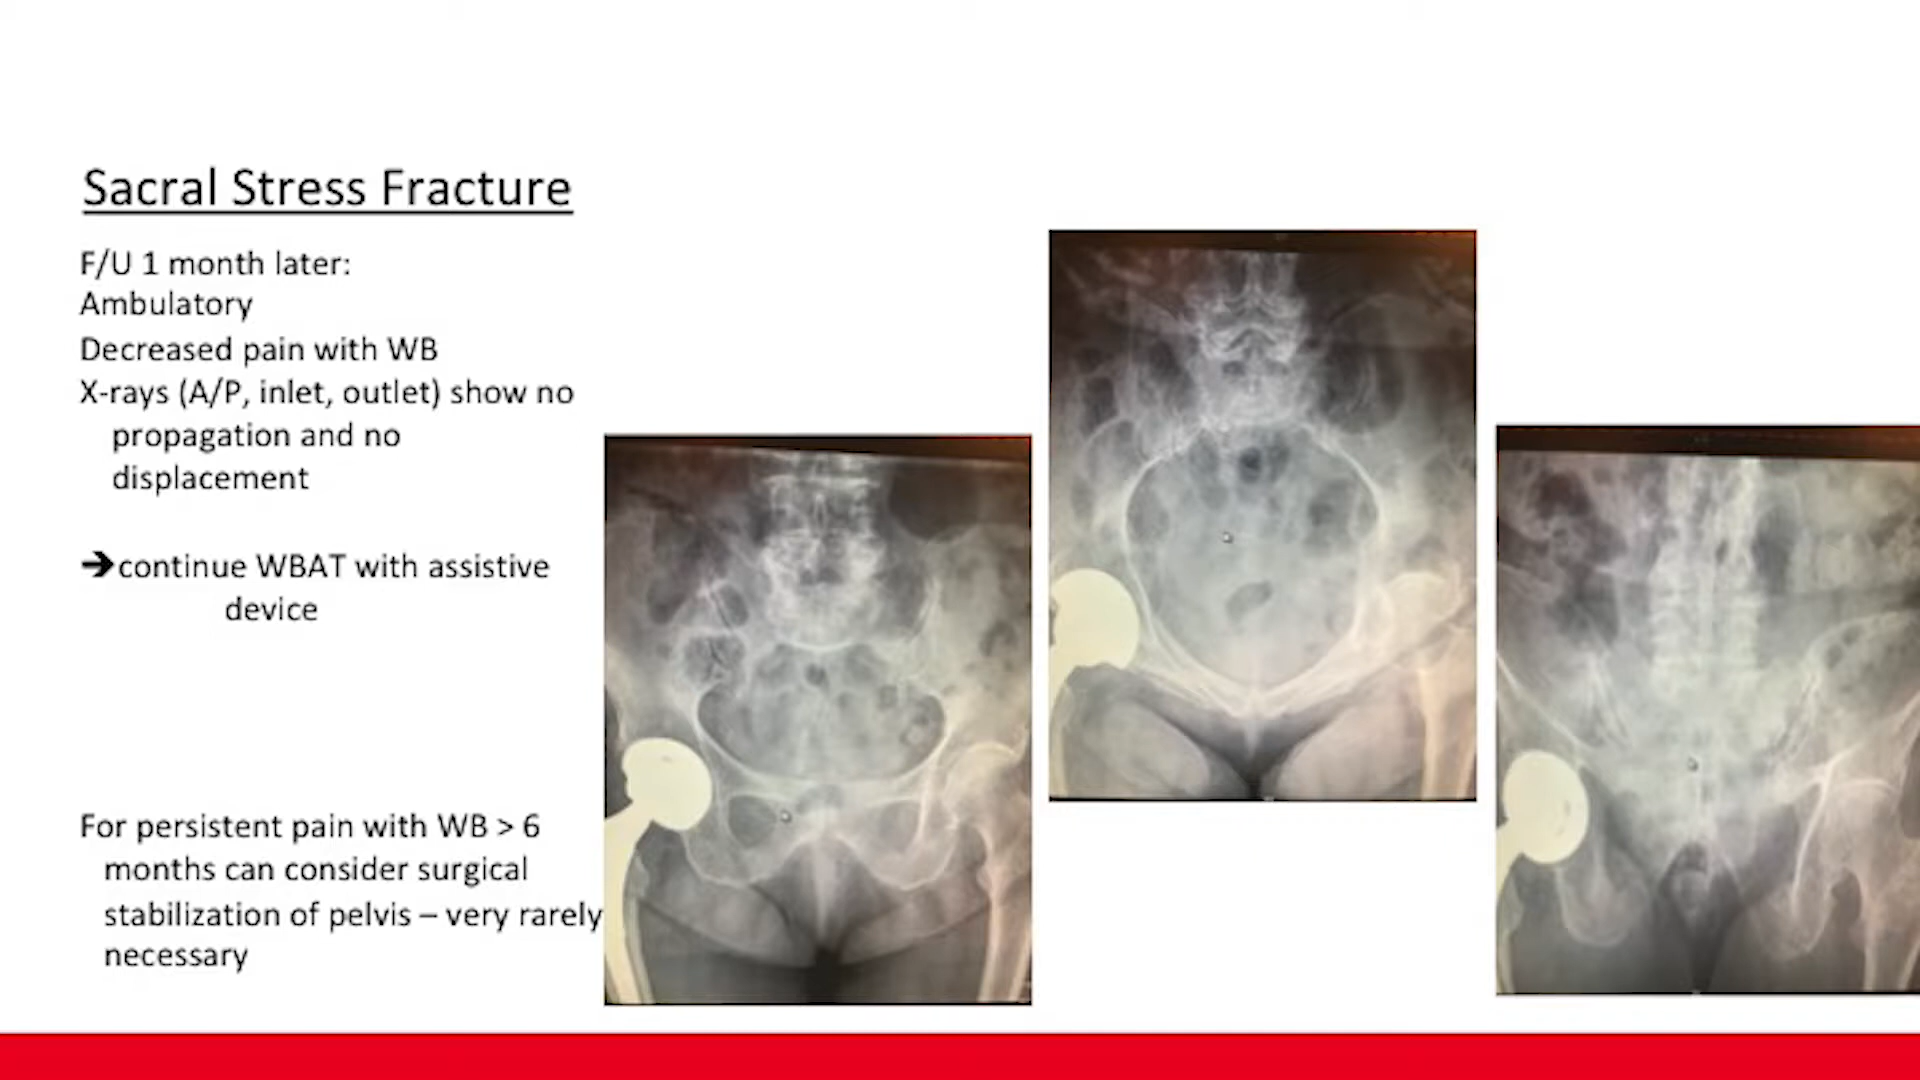 Sacral Stress Fracture
F/U 1 month later:
Ambulatory
Decreased pain with WB
X-rays (A/P, inlet, outlet) show no
propagation and no
displacement
➔continue WBAT with assistive
device
For persistent pain with WB > 6
months can consider surgical
stabilization of pelvis – very rarely
necessary